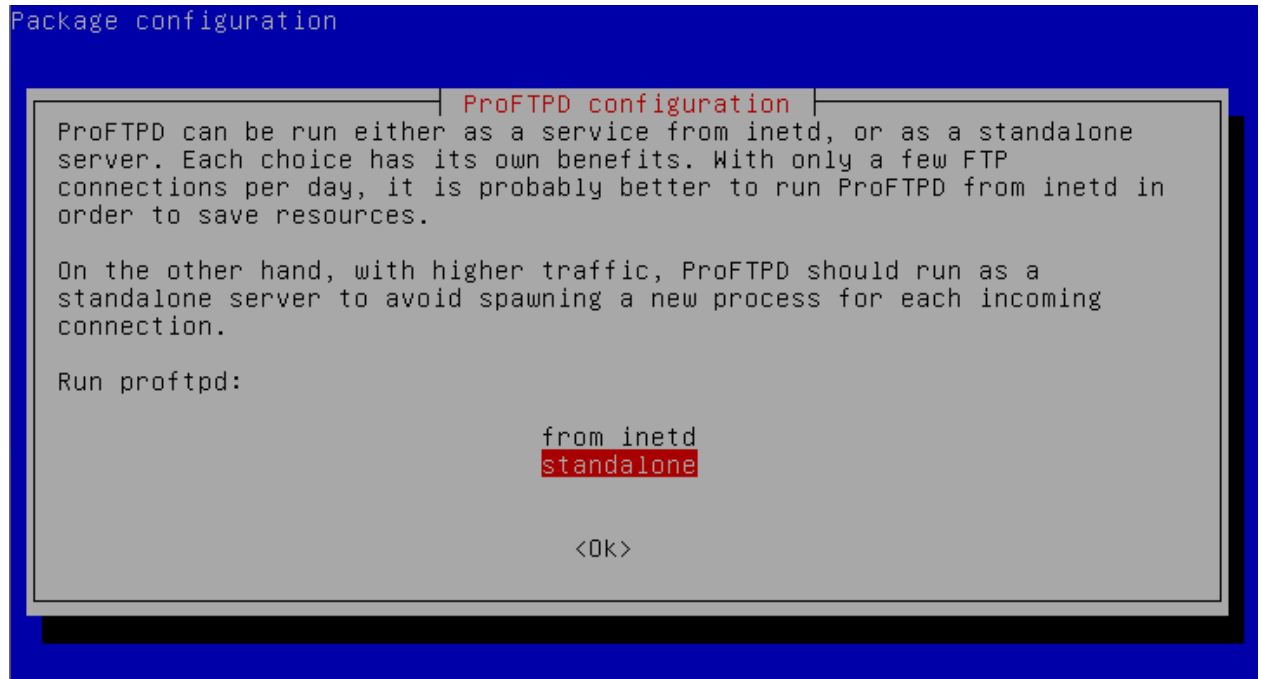 Package configuration
ProFTPD configuration
ProFTPD can be run either as a service from inetd, or as a standalone
server. Each choice has its own benefits. With only a few FTP
connections per day, it is probably better to run ProFTPD from inetd in
order to save resources.
On the other hand, with higher traffic, ProFTPD should run as a
standalone server to avoid spawning a new process for each incoming
connection.
Run proftpd:
from inetd
standalone
<Ok>